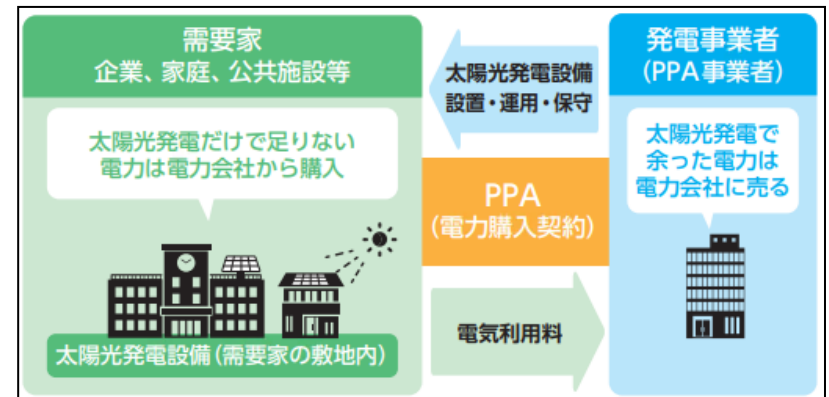 需要家
企業、家庭、公共施設等
太陽光発電だけで足りない
電力は電力会社から購入
太陽光発電設備(需要家の敷地内)
太陽光発電設備
設置・運用・保守
PPA
(電力購入契約)
電気利用料
発電事業者
(PPA事業者)
太陽光発電で
余った電力は
電力会社に売る